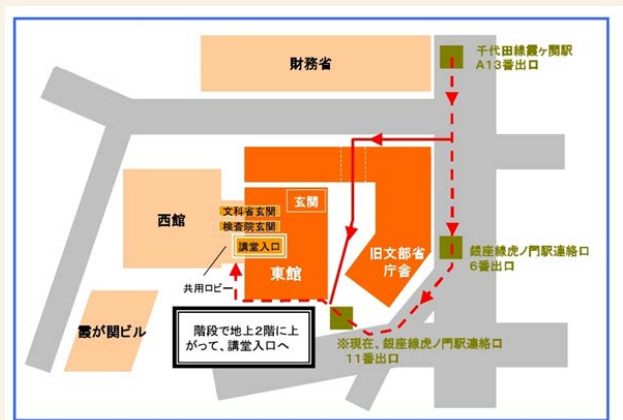 財務省
千代田線霞ヶ関駅
A13番出口
玄関
文科省玄関
検査院玄関
講堂入口
西館
東館
旧文部省
庁舎
銀座線虎ノ門駅連絡口
6番出口
共用ロビー
霞が関ビル
階段で地上2階に上
がって、講堂入口へ
※現在、銀座線虎ノ門駅連絡口
11番出口